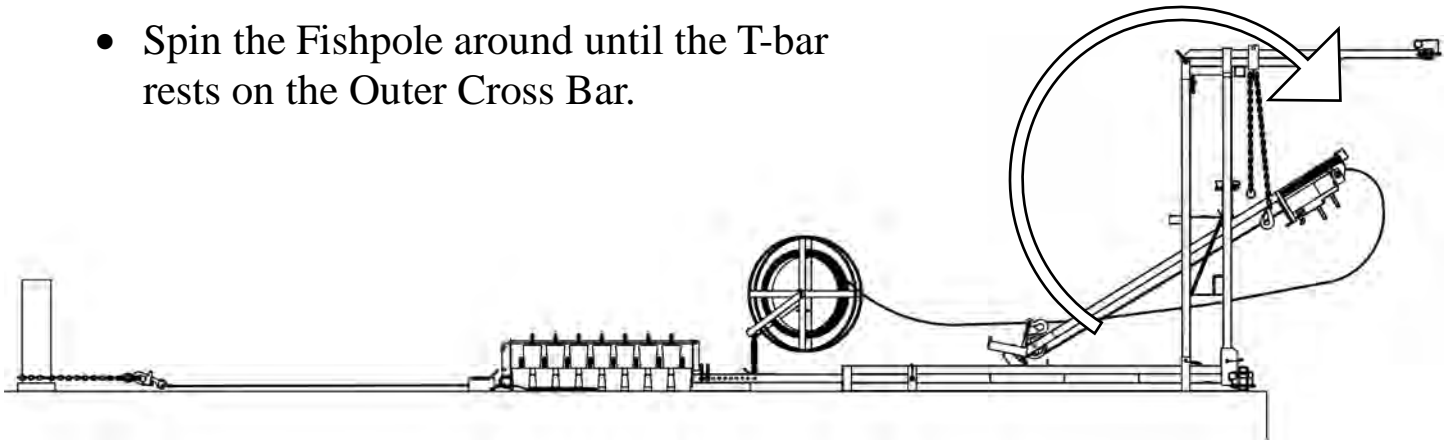 • Spin the Fishpole around until the T-bar
rests on the Outer Cross Bar.